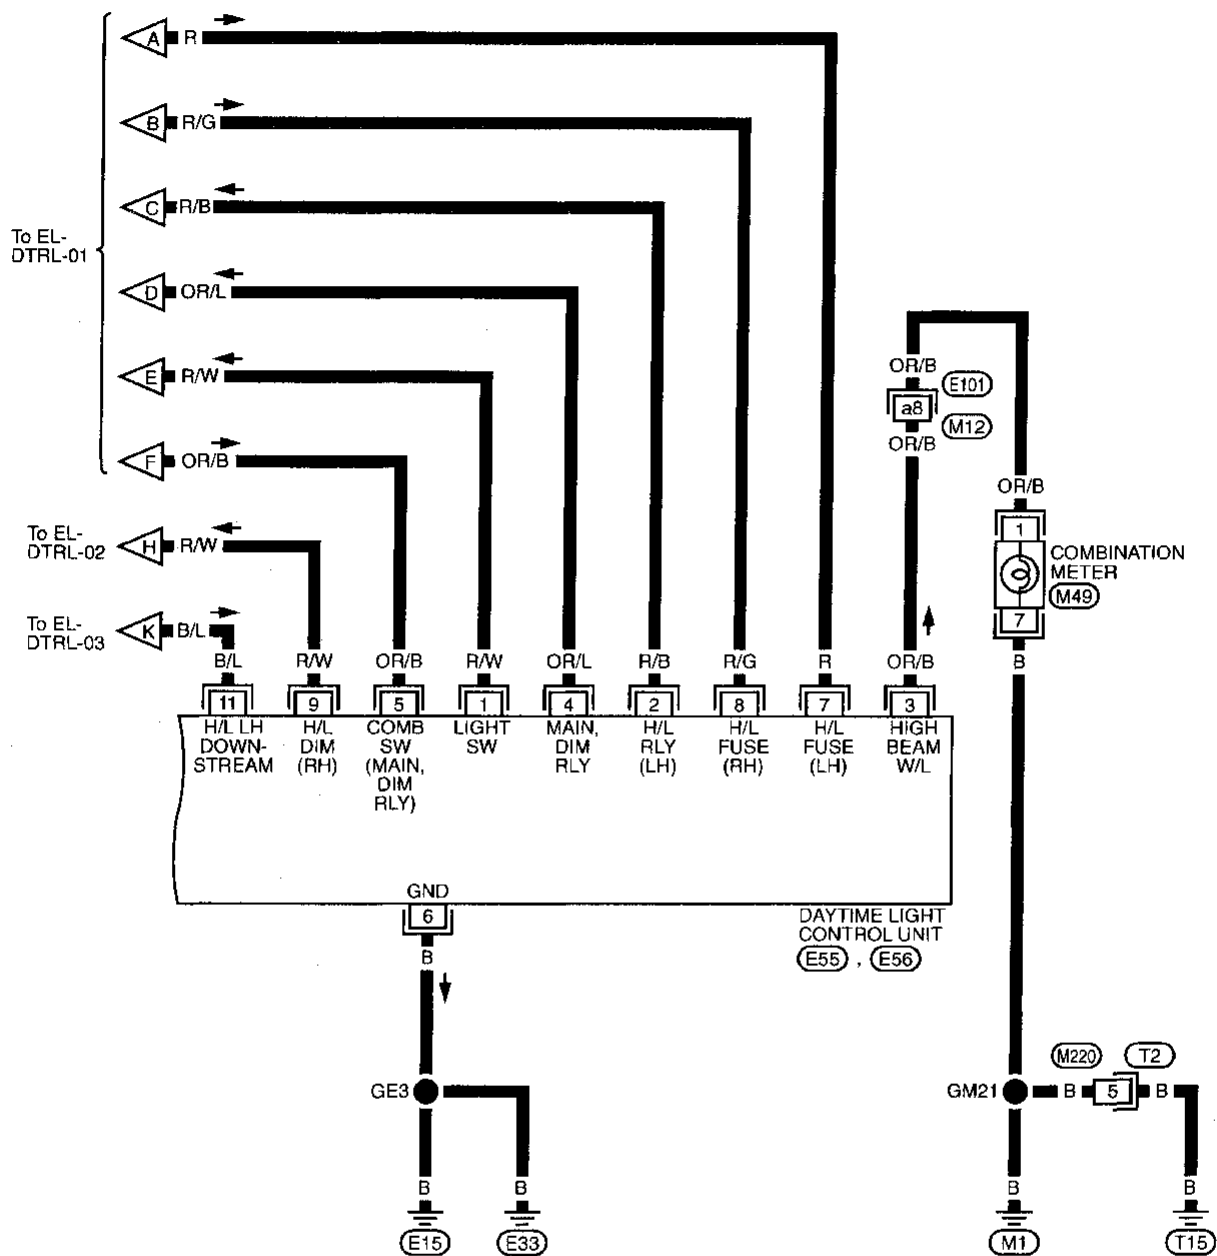 A R
B R/G
C R/B
To EL-
DTRL-01
D OR/L
E R/W
F OR/B
To EL-
DTRL-02
H R/W
To EL-
DTRL-03
K B/L
OR/B
E101
a8
M12
OR/B
OR/B
1
COMBINATION
METER
M49
7
B
B/L R/W OR/B R/W OR/L R/B R/G R OR/B
11 9 5 1 4 2 8 7 3
H/L LH
DOWN-
STREAM
H/L
DIM
(RH)
COMB
SW
(MAIN,
DIM
RLY)
LIGHT
SW
MAIN,
DIM
RLY
H/L
RLY
(LH)
H/L
FUSE
(RH)
H/L
FUSE
(LH)
HIGH
BEAM
W/L
GND
6
B
DAYTIME LIGHT
CONTROL UNIT
E55 , E56
GE3
B B
E15 E33
M220 T2
GM21 B 5 B
B B
M1 T15